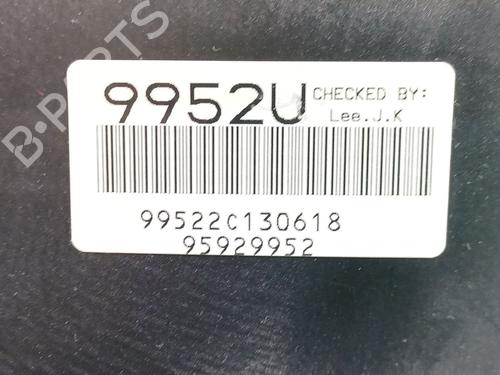 B-PARTS
9952U CHECKED BY:
Lee.J.K
99522C130618
95929952